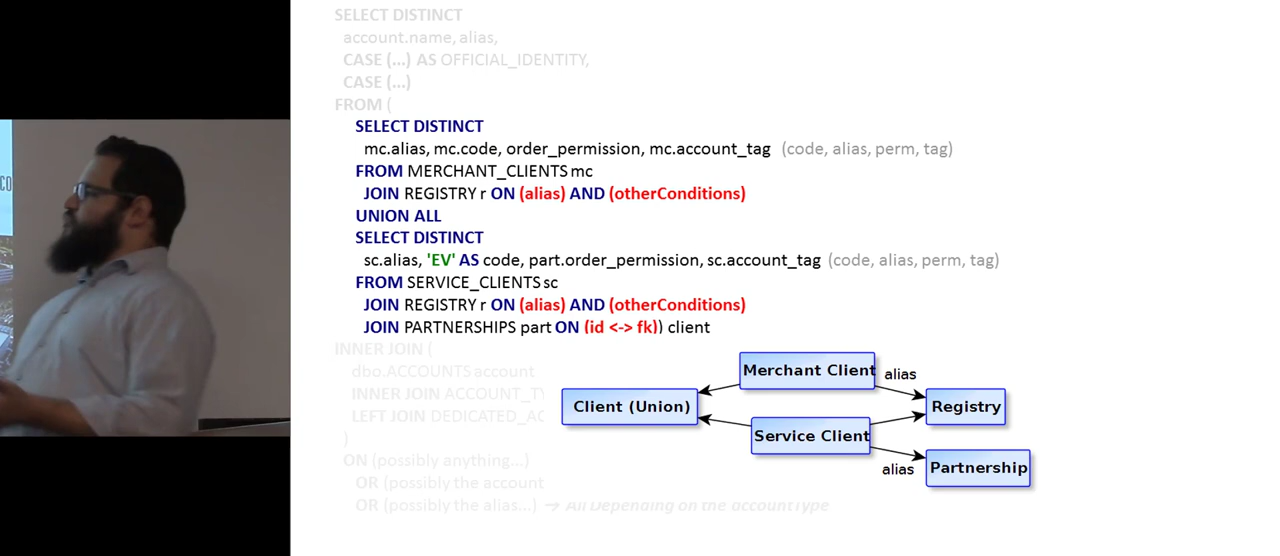 SELECT DISTINCT
account.name, alias,
CASE (...) AS OFFICIAL_IDENTITY,
CASE (...)
FROM (
SELECT DISTINCT
mc.alias, mc.code, order_permission, mc.account_tag (code, alias, perm, tag)
FROM MERCHANT_CLIENTS mc
JOIN REGISTRY r ON (alias) AND (otherConditions)
UNION ALL
SELECT DISTINCT
sc.alias, 'EV' AS code, part.order_permission, sc.account_tag (code, alias, perm, tag)
FROM SERVICE_CLIENTS sc
JOIN REGISTRY r ON (alias) AND (otherConditions)
JOIN PARTNERSHIPS part ON (id <-> fk)) client
INNER JOIN (
dbo.ACCOUNTS account
INNER JOIN ACCOUNT_TY
LEFT JOIN DEDICATED_AC
)
ON (possibly anything...)
OR (possibly the account
OR (possibly the alias...) → All Depending on the accountType
Merchant Client
alias
Client (Union)
Registry
Service Client
alias
Partnership